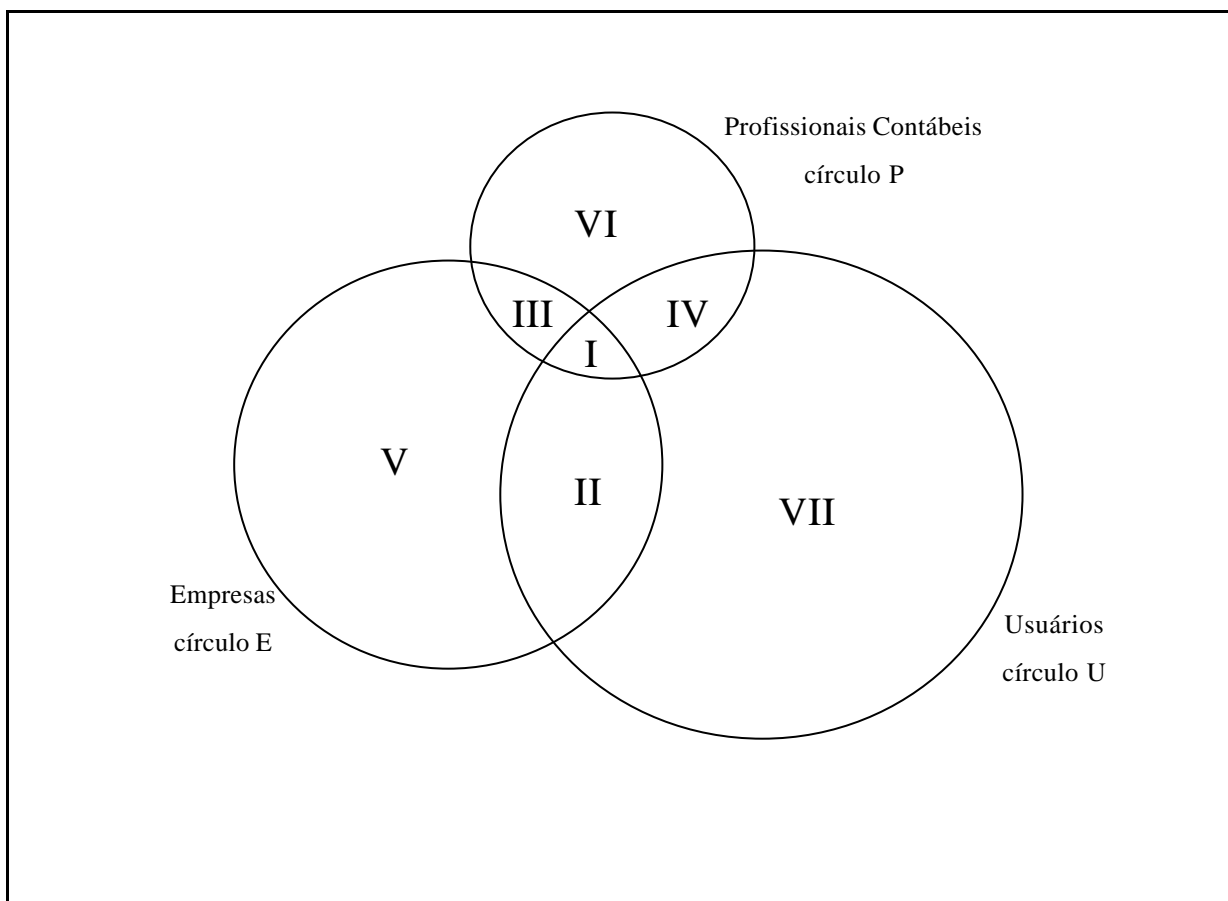 Profissionais Contábeis
círculo P
VI
III
IV
I
V
II
VII
Empresas
círculo E
Usuários
círculo U